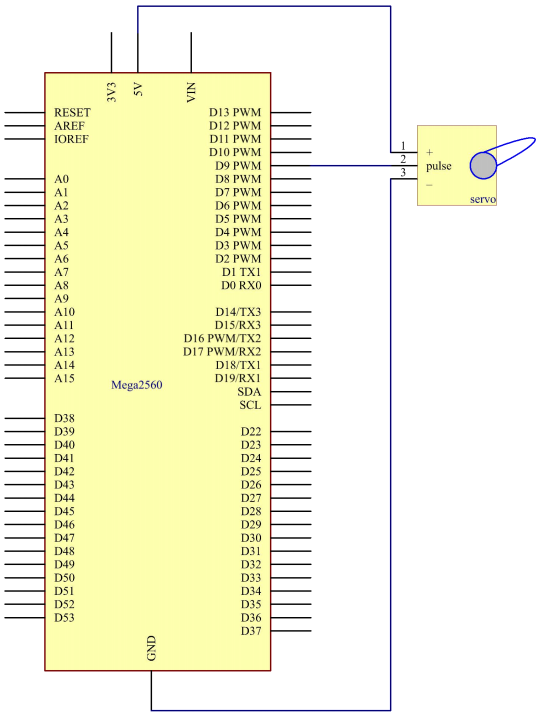 3V3
5V
VIN
RESET
AREF
IOREF
A0
A1
A2
A3
A4
A5
A6
A7
A8
A9
A10
A11
A12
A13
A14
A15
D38
D39
D40
D41
D42
D43
D44
D45
D46
D47
D48
D49
D50
D51
D52
D53
D13 PWM
D12 PWM
D11 PWM
D10 PWM
D9 PWM
D8 PWM
D7 PWM
D6 PWM
D5 PWM
D4 PWM
D3 PWM
D2 PWM
D1 TX1
D0 RX0
D14/TX3
D15/RX3
D16 PWM/TX2
D17 PWM/RX2
D18/TX1
D19/RX1
SDA
SCL
D22
D23
D24
D25
D26
D27
D28
D29
D30
D31
D32
D33
D34
D35
D36
D37
Mega2560
GND
1 +
2 pulse
3 –
servo